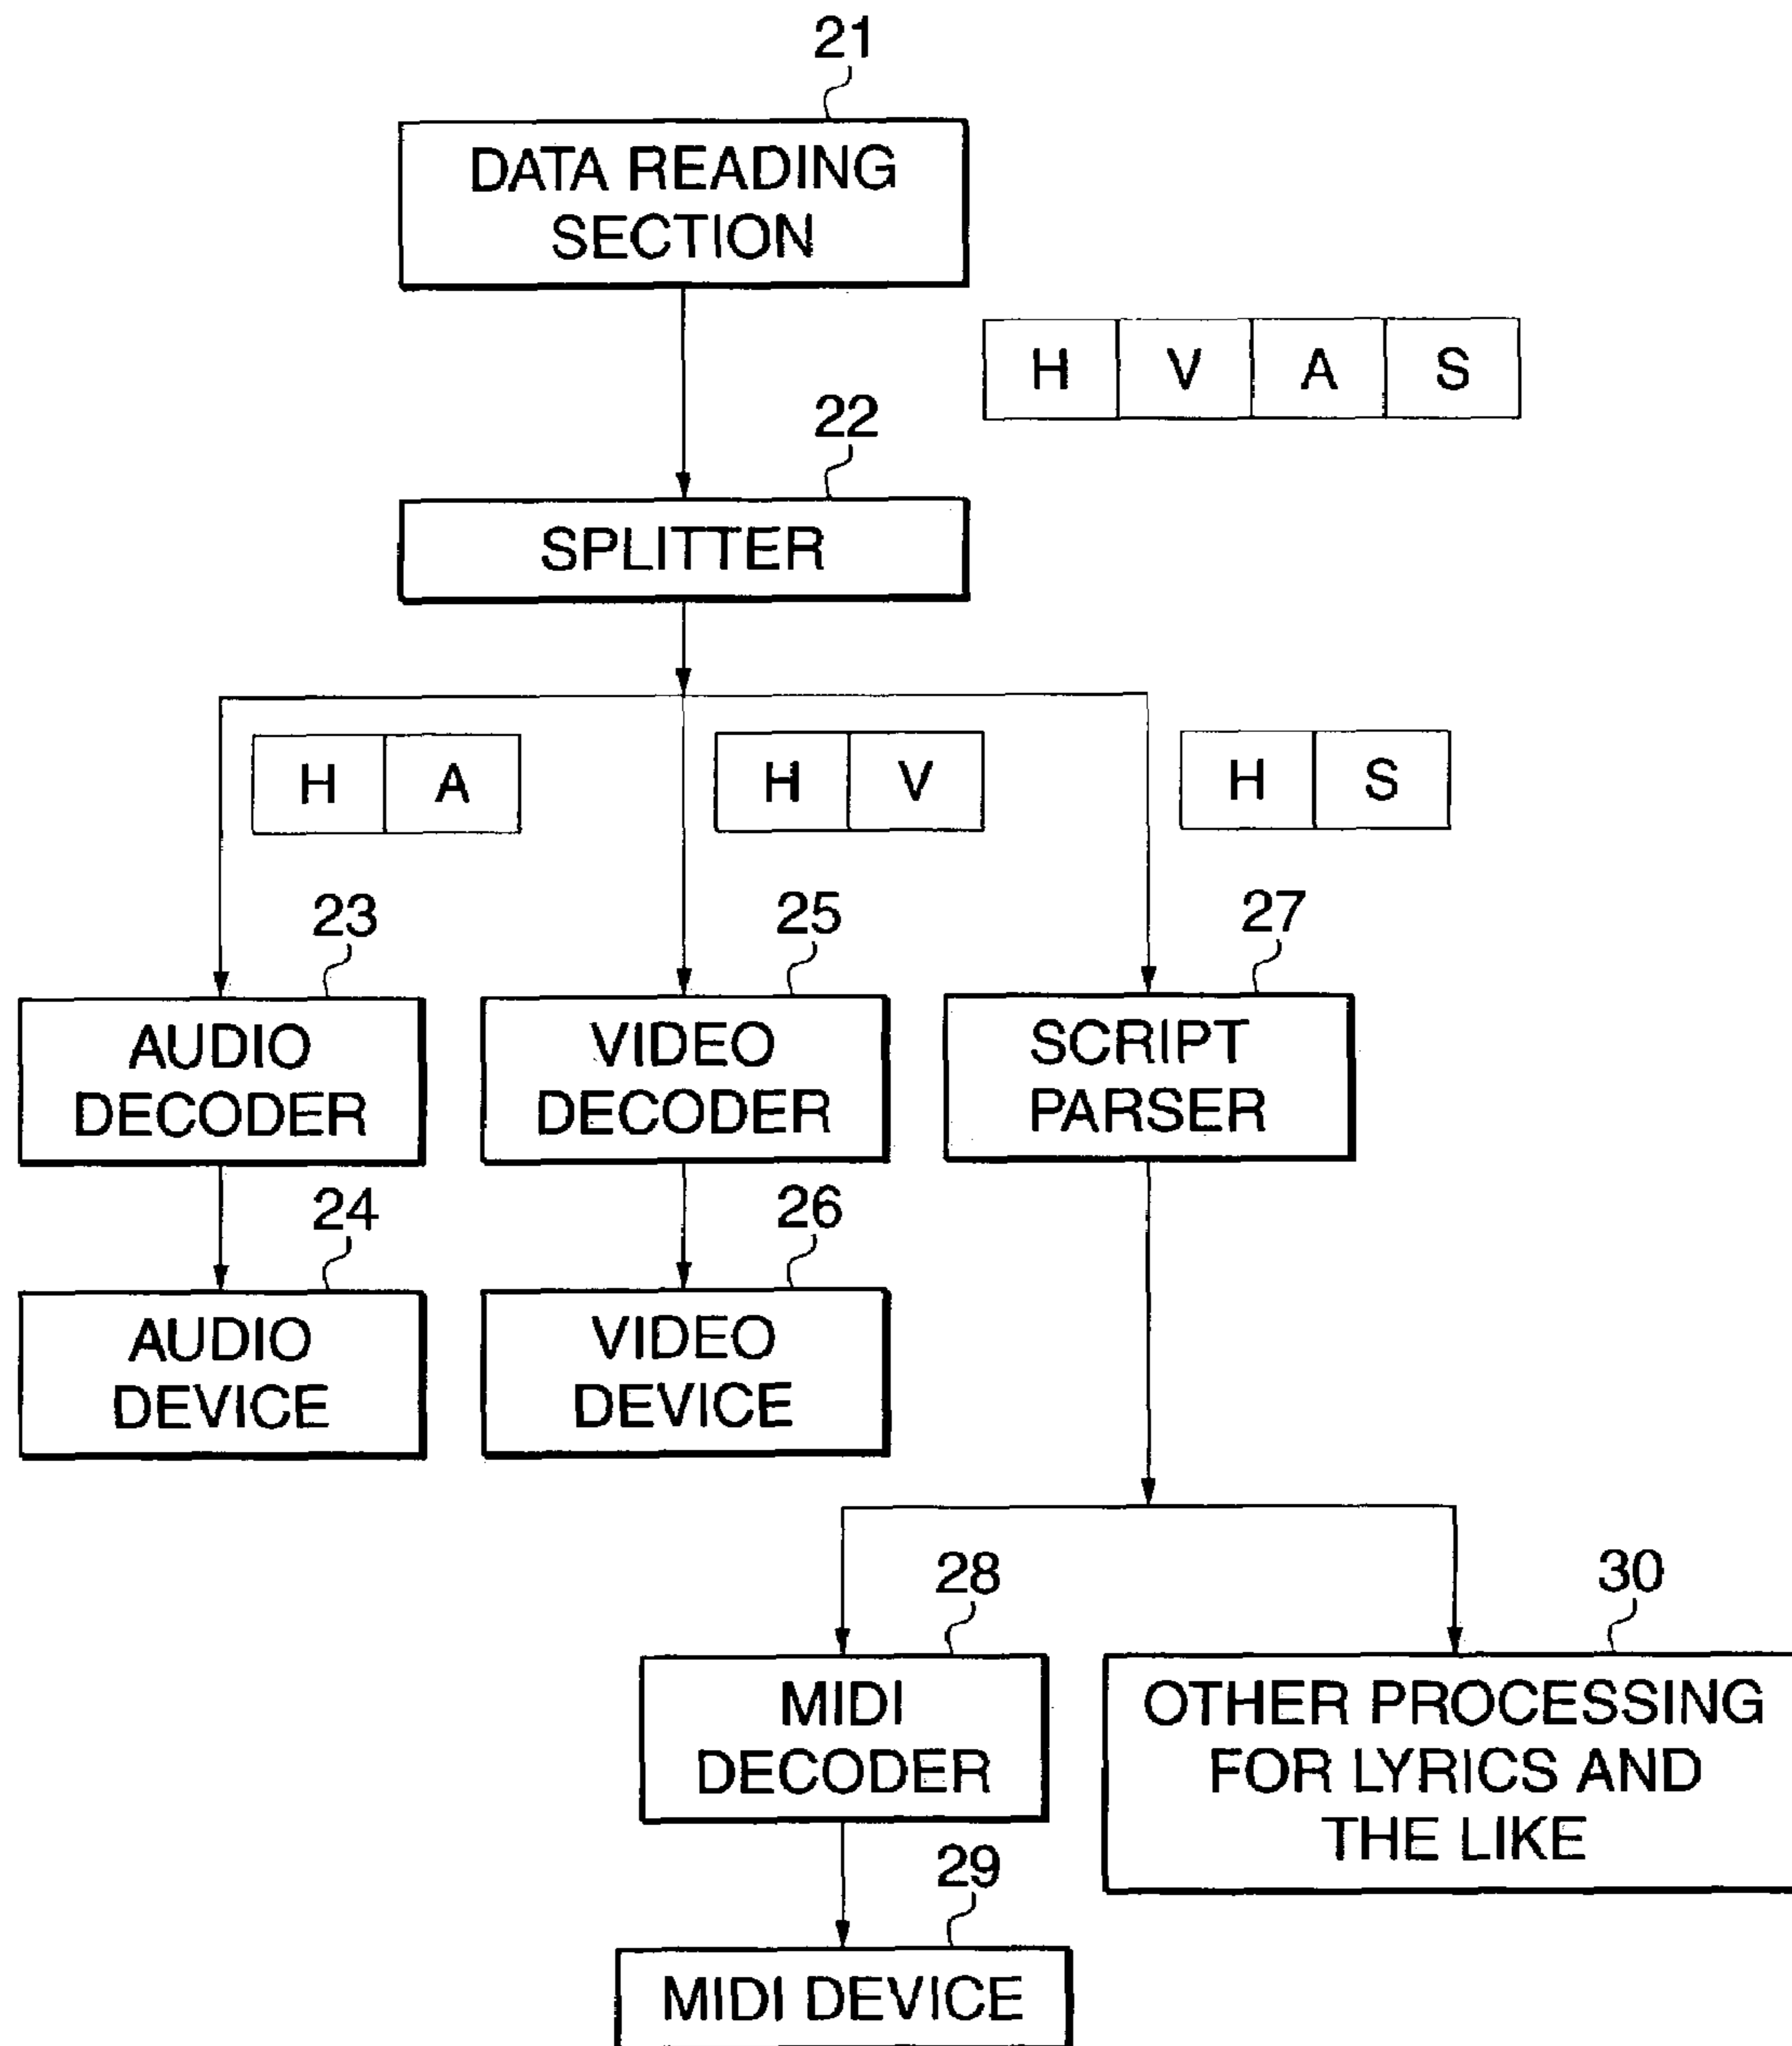 21
DATA READING
SECTION
H V A S
22
SPLITTER
H A
H V
H S
23
25
27
AUDIO
DECODER
VIDEO
DECODER
SCRIPT
PARSER
24
26
AUDIO
DEVICE
VIDEO
DEVICE
28
30
MIDI
DECODER
OTHER PROCESSING
FOR LYRICS AND
THE LIKE
29
MIDI DEVICE